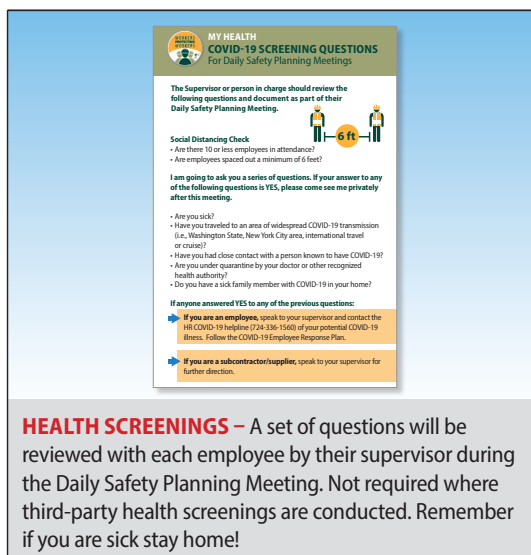 WORKERS
PROTECTING
WORKERS
MY HEALTH
COVID-19 SCREENING QUESTIONS
For Daily Safety Planning Meetings
The Supervisor or person in charge should review the
following questions and document as part of their
Daily Safety Planning Meeting.
6 ft
Social Distancing Check
• Are there 10 or less employees in attendance?
• Are employees spaced out a minimum of 6 feet?
I am going to ask you a series of questions. If your answer to any
of the following questions is YES, please come see me privately
after this meeting.
• Are you sick?
• Have you traveled to an area of widespread COVID-19 transmission
(i.e., Washington State, New York City area, international travel
or cruise)?
• Have you had close contact with a person known to have COVID-19?
• Are you under quarantine by your doctor or other recognized
health authority?
• Do you have a sick family member with COVID-19 in your home?
If anyone answered YES to any of the previous questions:
If you are an employee, speak to your supervisor and contact the
HR COVID-19 helpline (724-336-1560) of your potential COVID-19
illness. Follow the COVID-19 Employee Response Plan.
If you are a subcontractor/supplier, speak to your supervisor for
further direction.
HEALTH SCREENINGS – A set of questions will be
reviewed with each employee by their supervisor during
the Daily Safety Planning Meeting. Not required where
third-party health screenings are conducted. Remember
if you are sick stay home!